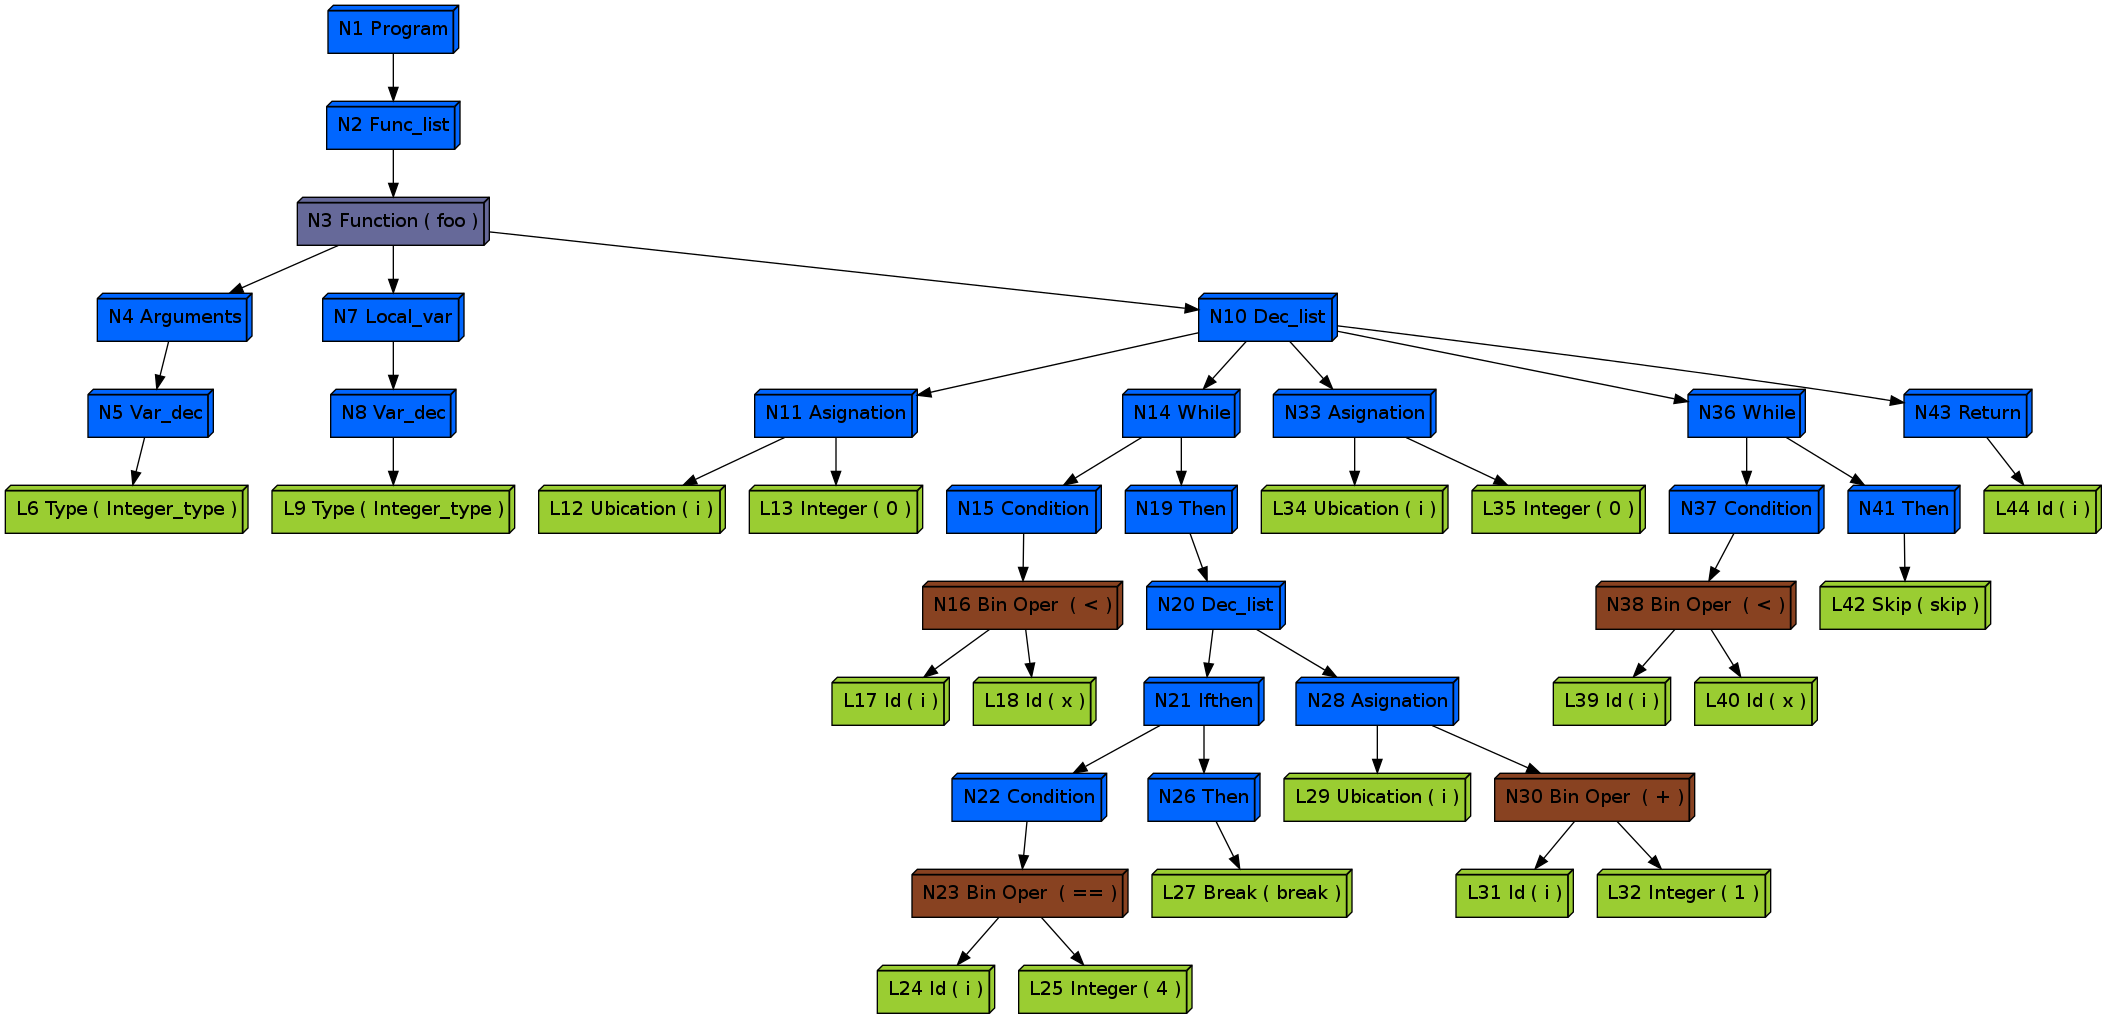 N1 Program
N2 Func_list
N3 Function ( foo )
N4 Arguments
N7 Local_var
N10 Dec_list
N5 Var_dec
N8 Var_dec
N11 Asignation
N14 While
N33 Asignation
N36 While
N43 Return
L6 Type ( Integer_type )
L9 Type ( Integer_type )
L12 Ubication ( i )
L13 Integer ( 0 )
N15 Condition
N19 Then
L34 Ubication ( i )
L35 Integer ( 0 )
N37 Condition
N41 Then
L44 Id ( i )
N16 Bin Oper  ( < )
N20 Dec_list
N38 Bin Oper  ( < )
L42 Skip ( skip )
L17 Id ( i )
L18 Id ( x )
N21 Ifthen
N28 Asignation
L39 Id ( i )
L40 Id ( x )
N22 Condition
N26 Then
L29 Ubication ( i )
N30 Bin Oper  ( + )
N23 Bin Oper  ( == )
L27 Break ( break )
L31 Id ( i )
L32 Integer ( 1 )
L24 Id ( i )
L25 Integer ( 4 )